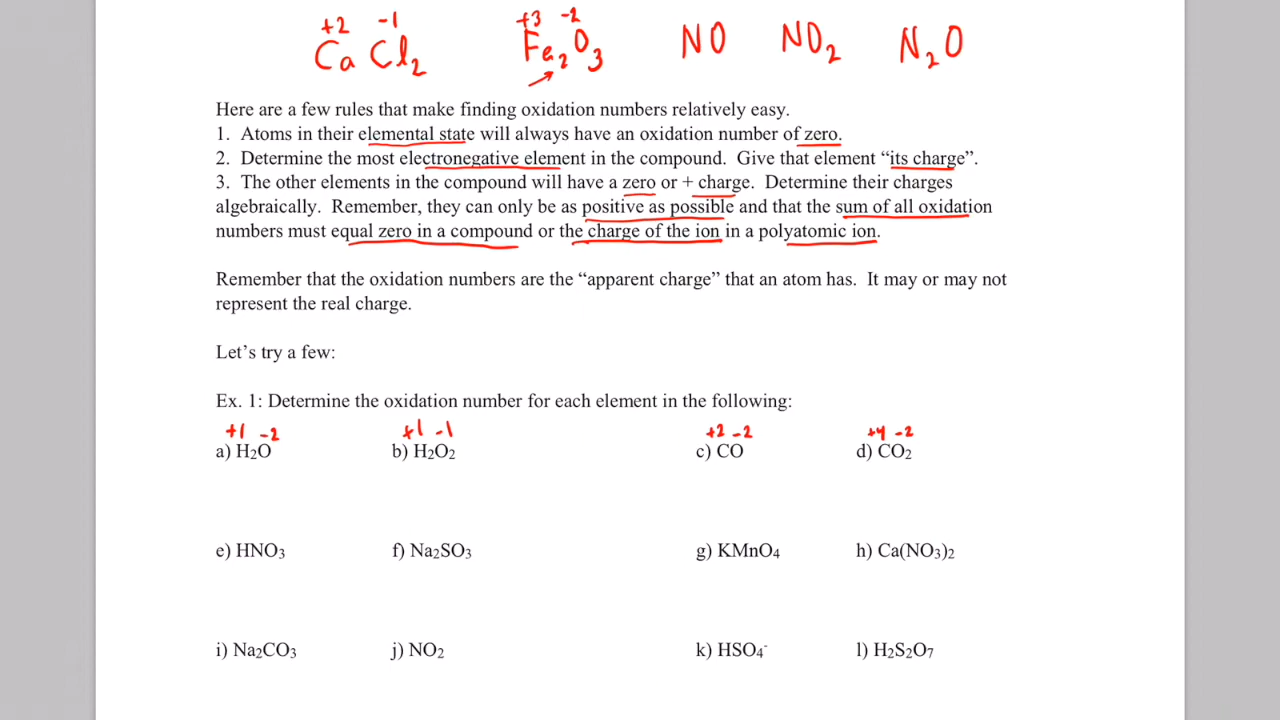 +2 -1 +3 -2
CaCl₂ Fe₂O₃ NO NO₂ N₂O
Here are a few rules that make finding oxidation numbers relatively easy.
1. Atoms in their elemental state will always have an oxidation number of zero.
2. Determine the most electronegative element in the compound. Give that element “its charge”.
3. The other elements in the compound will have a zero or + charge. Determine their charges
algebraically. Remember, they can only be as positive as possible and that the sum of all oxidation
numbers must equal zero in a compound or the charge of the ion in a polyatomic ion.
Remember that the oxidation numbers are the “apparent charge” that an atom has. It may or may not
represent the real charge.
Let’s try a few:
Ex. 1: Determine the oxidation number for each element in the following:
+1 -2 +1 -1 +2 -2 +4 -2
a) H₂O b) H₂O₂ c) CO d) CO₂
e) HNO₃ f) Na₂SO₃ g) KMnO₄ h) Ca(NO₃)₂
i) Na₂CO₃ j) NO₂ k) HSO₄⁻ l) H₂S₂O₇